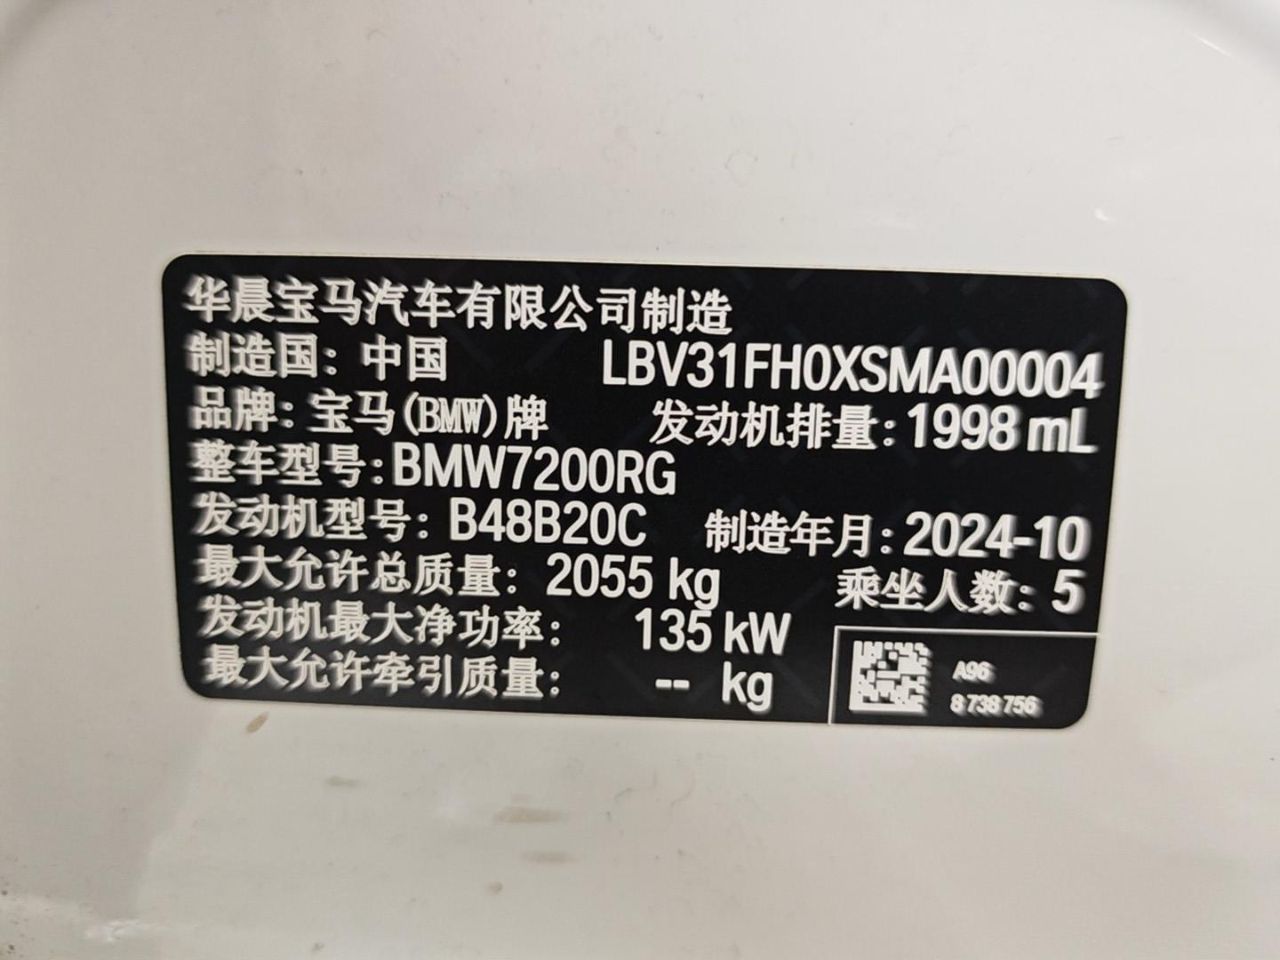 华晨宝马汽车有限公司制造
制造国：中国 LBV31FH0XSMA00004
品牌：宝马(BMW)牌 发动机排量：1998 mL
整车型号：BMW7200RG
发动机型号：B48B20C 制造年月：2024-10
最大允许总质量：2055 kg 乘坐人数：5
发动机最大净功率：135 kW
最大允许牵引质量：-- kg
A96
8 738 756